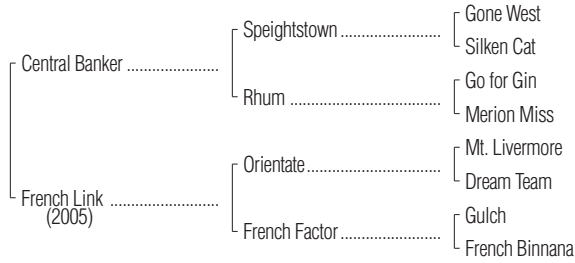 Gone West
Speightstown
Silken Cat
Central Banker
Go for Gin
Rhum
Merion Miss
Mt. Livermore
Orientate
Dream Team
French Link
(2005)
Gulch
French Factor
French Binnana